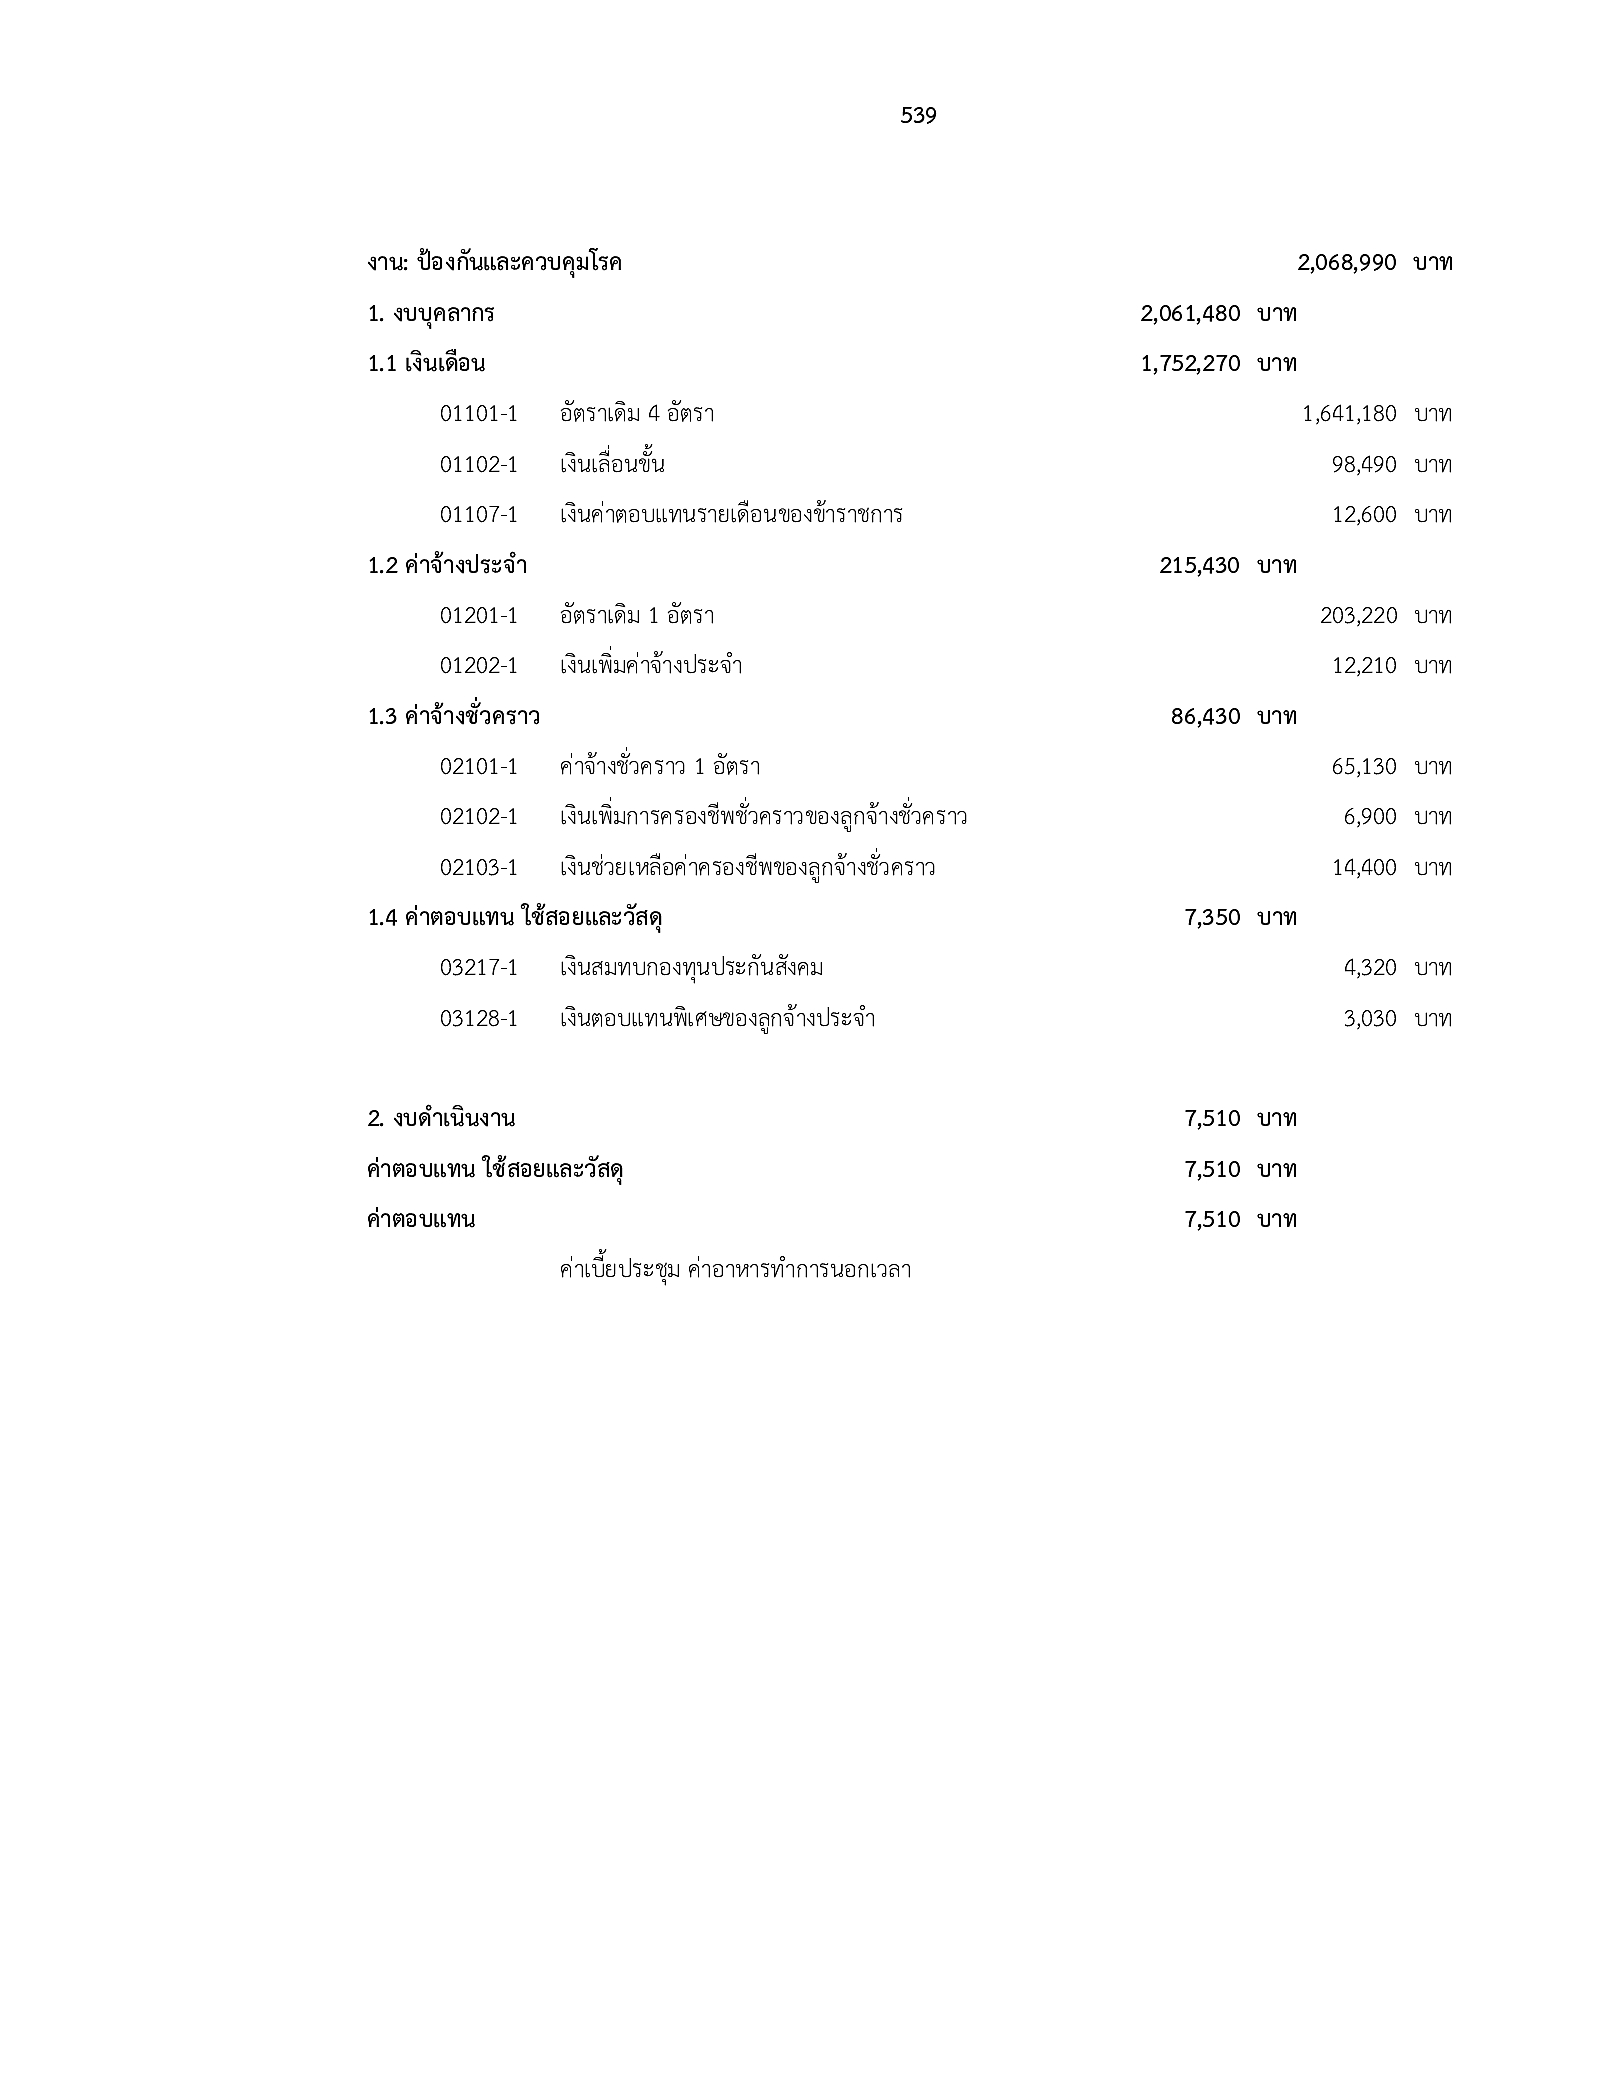 539
งาน: ป้องกันและควบคุมโรค 2,068,990 บาท
1. งบบุคลากร 2,061,480 บาท
1.1 เงินเดือน 1,752,270 บาท
01101-1 อัตราเดิม 4 อัตรา 1,641,180 บาท
01102-1 เงินเลื่อนขั้น 98,490 บาท
01107-1 เงินค่าตอบแทนรายเดือนของข้าราชการ 12,600 บาท
1.2 ค่าจ้างประจำ 215,430 บาท
01201-1 อัตราเดิม 1 อัตรา 203,220 บาท
01202-1 เงินเพิ่มค่าจ้างประจำ 12,210 บาท
1.3 ค่าจ้างชั่วคราว 86,430 บาท
02101-1 ค่าจ้างชั่วคราว 1 อัตรา 65,130 บาท
02102-1 เงินเพิ่มการครองชีพชั่วคราวของลูกจ้างชั่วคราว 6,900 บาท
02103-1 เงินช่วยเหลือค่าครองชีพของลูกจ้างชั่วคราว 14,400 บาท
1.4 ค่าตอบแทน ใช้สอยและวัสดุ 7,350 บาท
03217-1 เงินสมทบกองทุนประกันสังคม 4,320 บาท
03128-1 เงินตอบแทนพิเศษของลูกจ้างประจำ 3,030 บาท
2. งบดำเนินงาน 7,510 บาท
ค่าตอบแทน ใช้สอยและวัสดุ 7,510 บาท
ค่าตอบแทน 7,510 บาท
ค่าเบี้ยประชุม ค่าอาหารทำการนอกเวลา